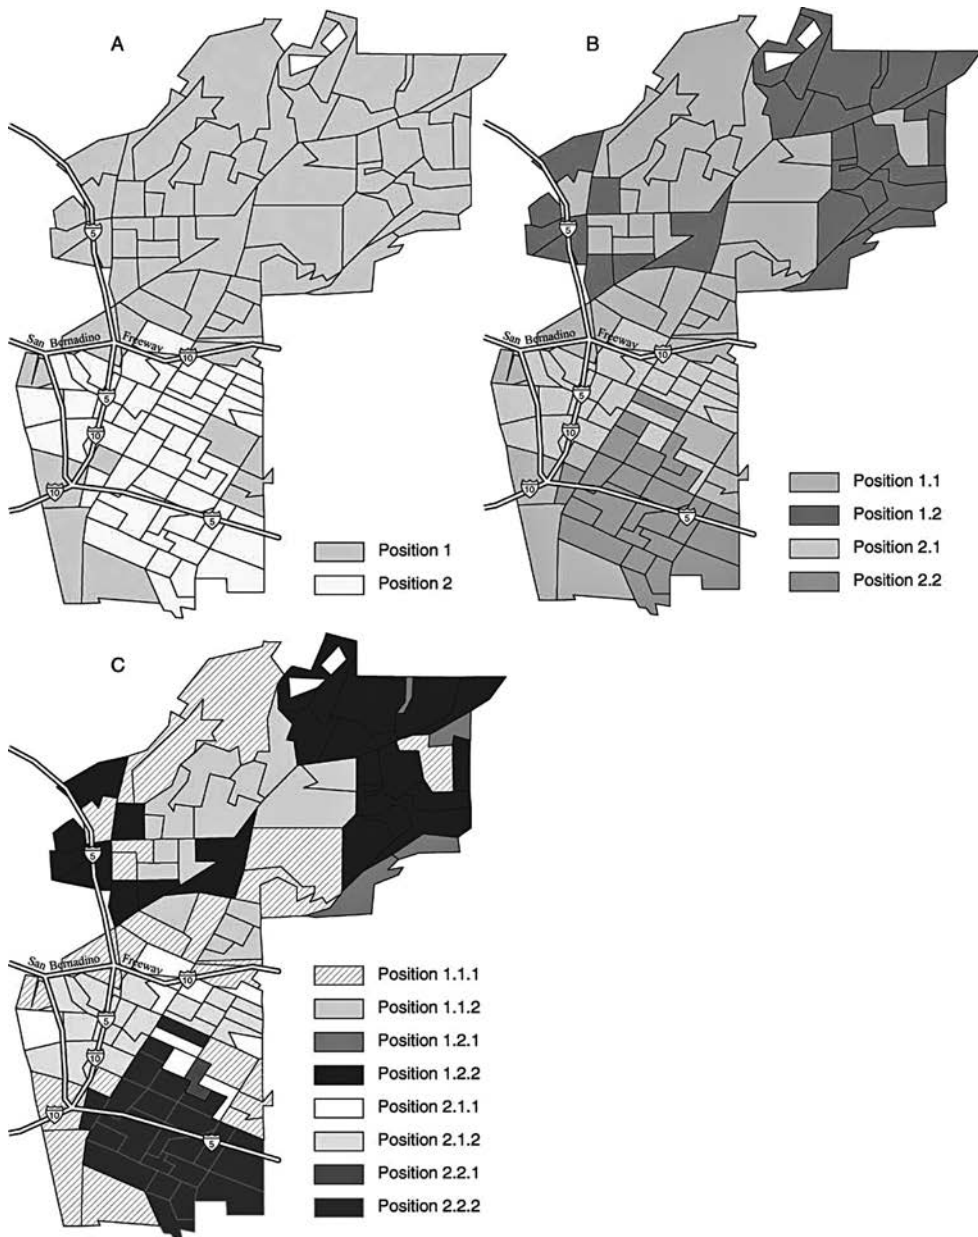 A
5
San Bernadino Freeway
10
5
10
10
5
Position 1
Position 2
B
5
San Bernadino Freeway
10
5
10
10
5
Position 1.1
Position 1.2
Position 2.1
Position 2.2
C
5
San Bernadino Freeway
10
5
10
10
5
Position 1.1.1
Position 1.1.2
Position 1.2.1
Position 1.2.2
Position 2.1.1
Position 2.1.2
Position 2.2.1
Position 2.2.2